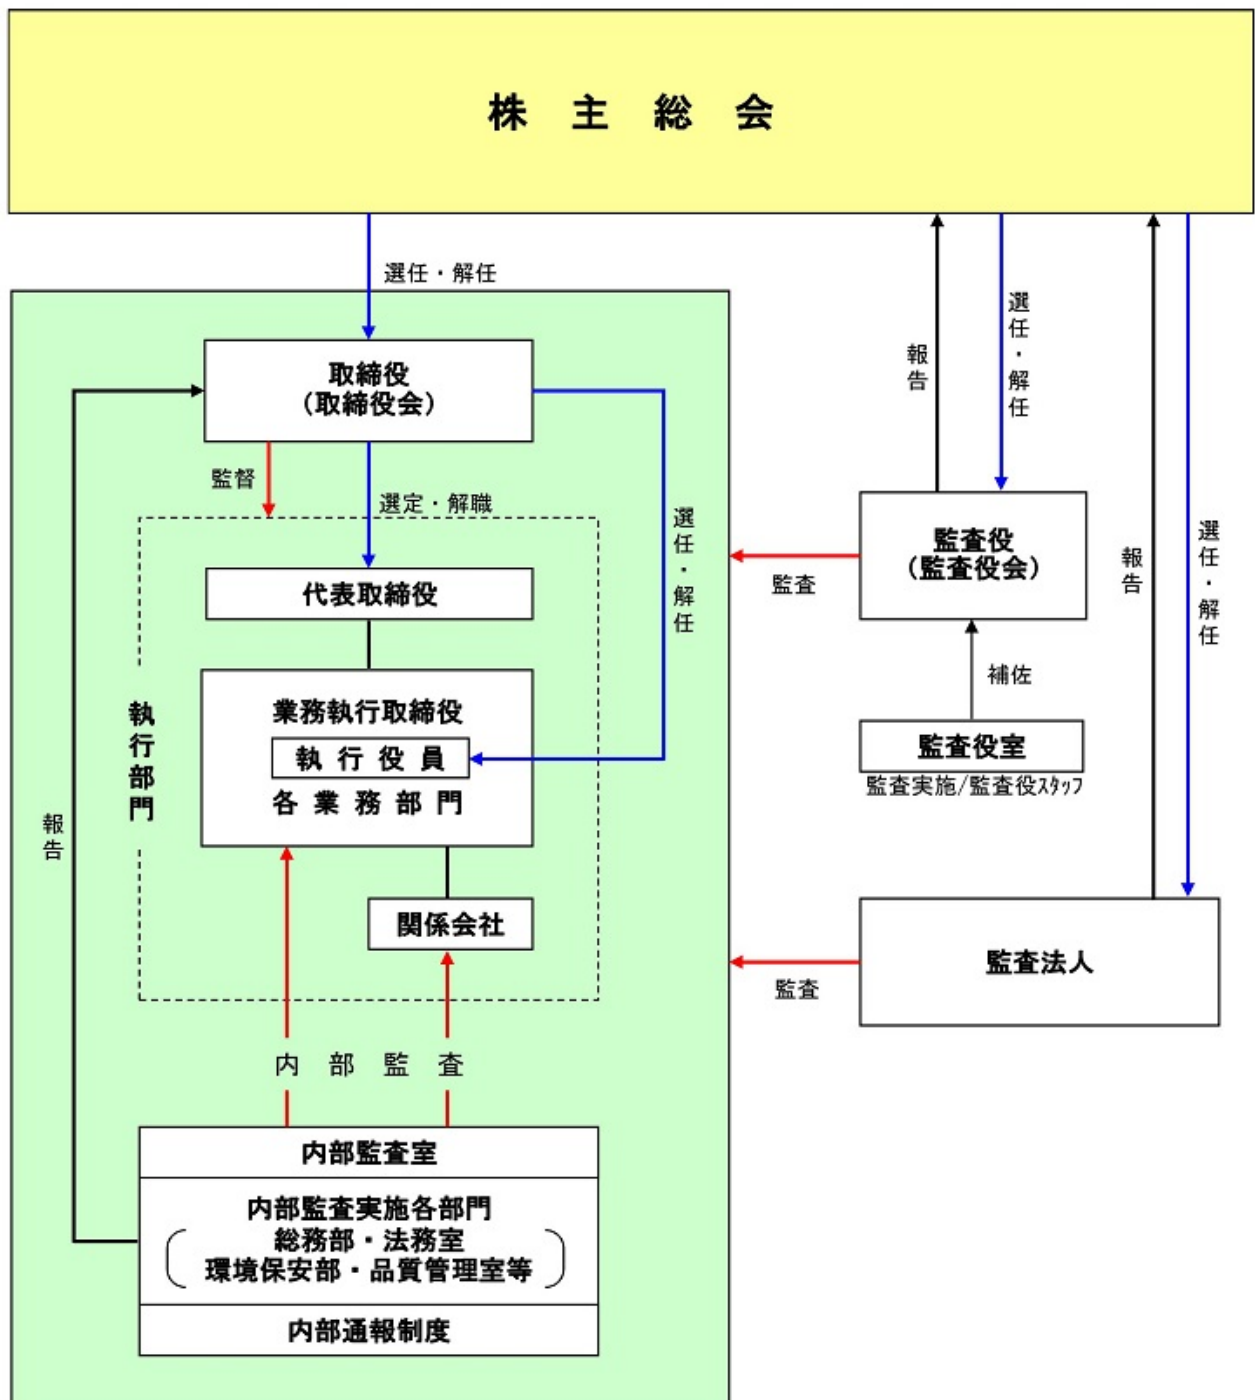 株 主 総 会
選任・解任
取締役
（取締役会）
監督
選定・解職
選任・解任
代表取締役
業務執行取締役
執 行 役 員
各 業 務 部 門
執行部門
関係会社
報告
内 部 監 査
内部監査室
内部監査実施各部門
総務部・法務室
環境保安部・品質管理室等
内部通報制度
報告
選任・解任
監査役
（監査役会）
監査
補佐
監査役室
監査実施/監査役ｽﾀｯﾌ
報告
選任・解任
監査法人
監査